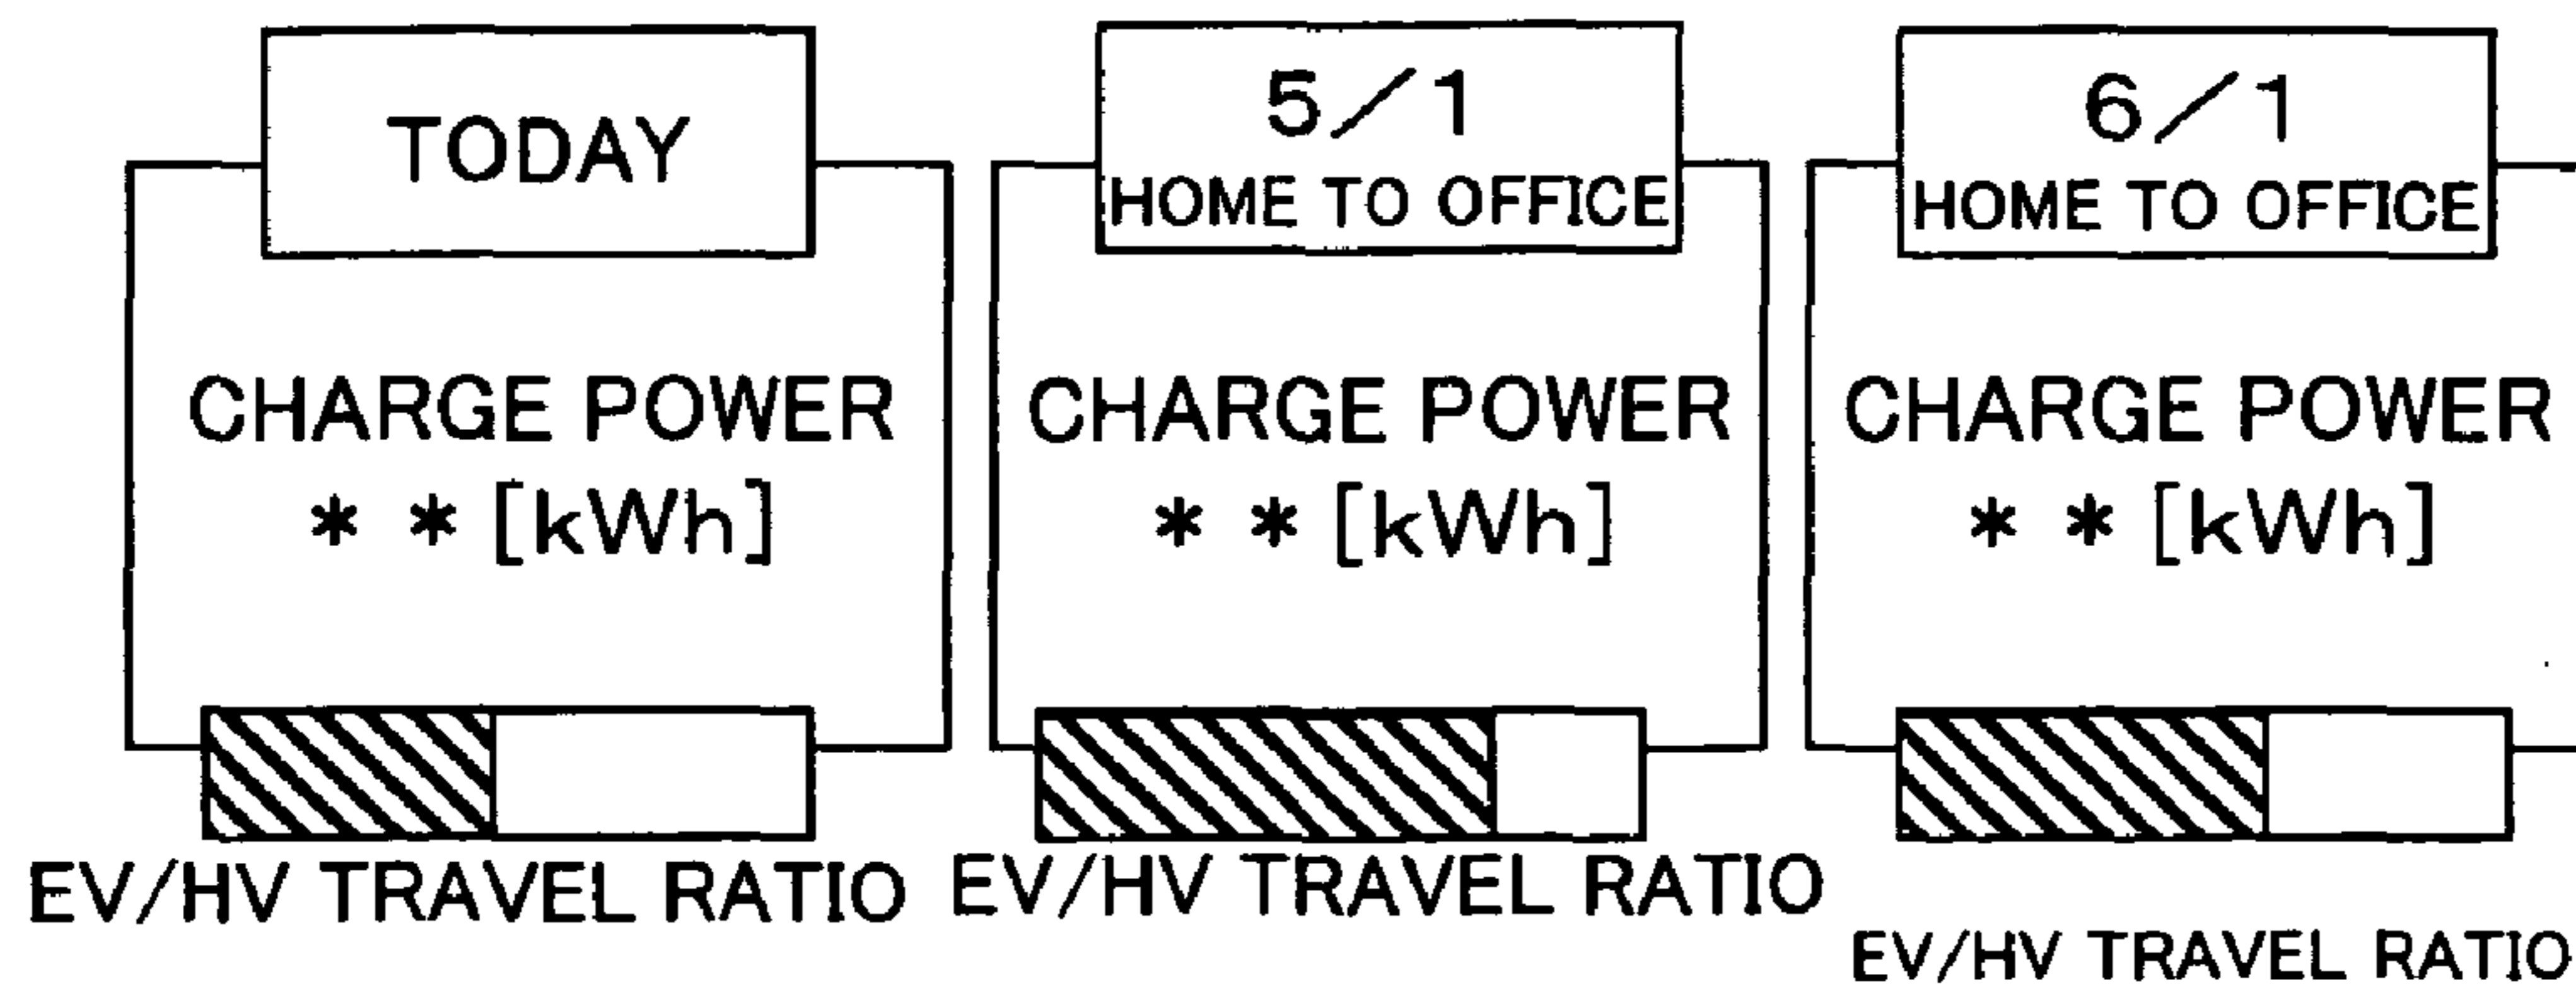 TODAY
CHARGE POWER
* * [kWh]
EV/HV TRAVEL RATIO
5/1
HOME TO OFFICE
CHARGE POWER
* * [kWh]
EV/HV TRAVEL RATIO
6/1
HOME TO OFFICE
CHARGE POWER
* * [kWh]
EV/HV TRAVEL RATIO